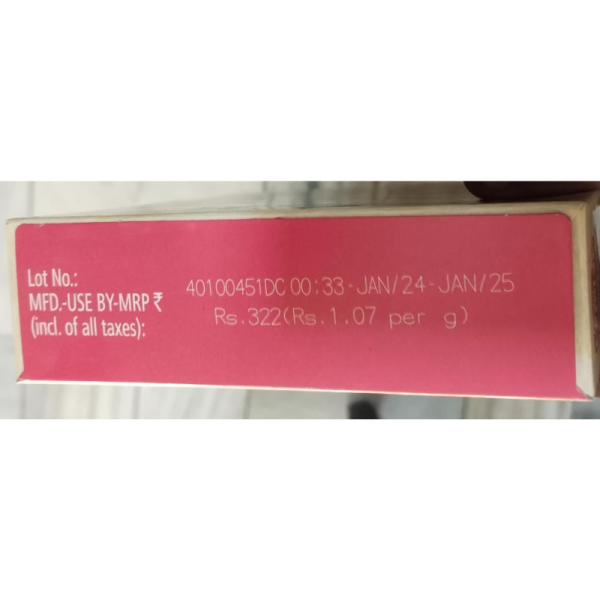 Lot No.:
MFD.-USE BY-MRP ₹
(incl. of all taxes):
40100451DC 00:33-JAN/24-JAN/25
Rs.322(Rs.1.07 per g)